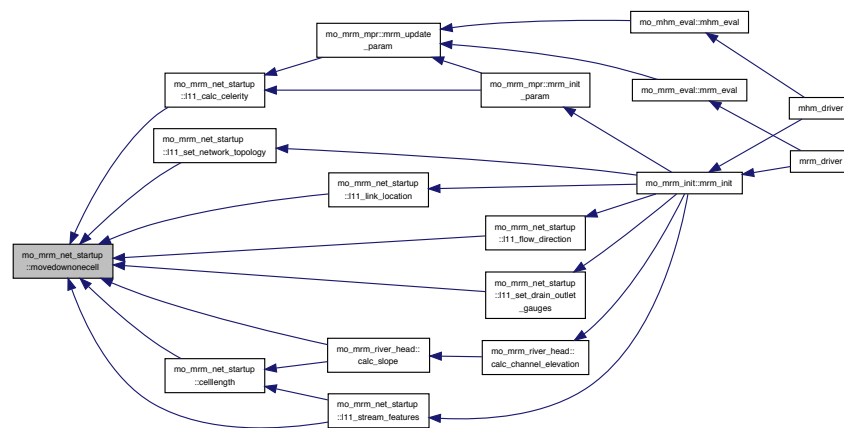 mo_mrm_net_startup
::movedownonecell
mo_mrm_net_startup
::l11_calc_celerity
mo_mrm_net_startup
::l11_set_network_topology
mo_mrm_net_startup
::celllength
mo_mrm_mpr::mrm_update
_param
mo_mrm_net_startup
::l11_link_location
mo_mrm_river_head::
calc_slope
mo_mrm_net_startup
::l11_stream_features
mo_mrm_mpr::mrm_init
_param
mo_mrm_net_startup
::l11_flow_direction
mo_mrm_net_startup
::l11_set_drain_outlet
_gauges
mo_mrm_river_head::
calc_channel_elevation
mo_mhm_eval::mhm_eval
mo_mrm_eval::mrm_eval
mo_mrm_init::mrm_init
mhm_driver
mrm_driver